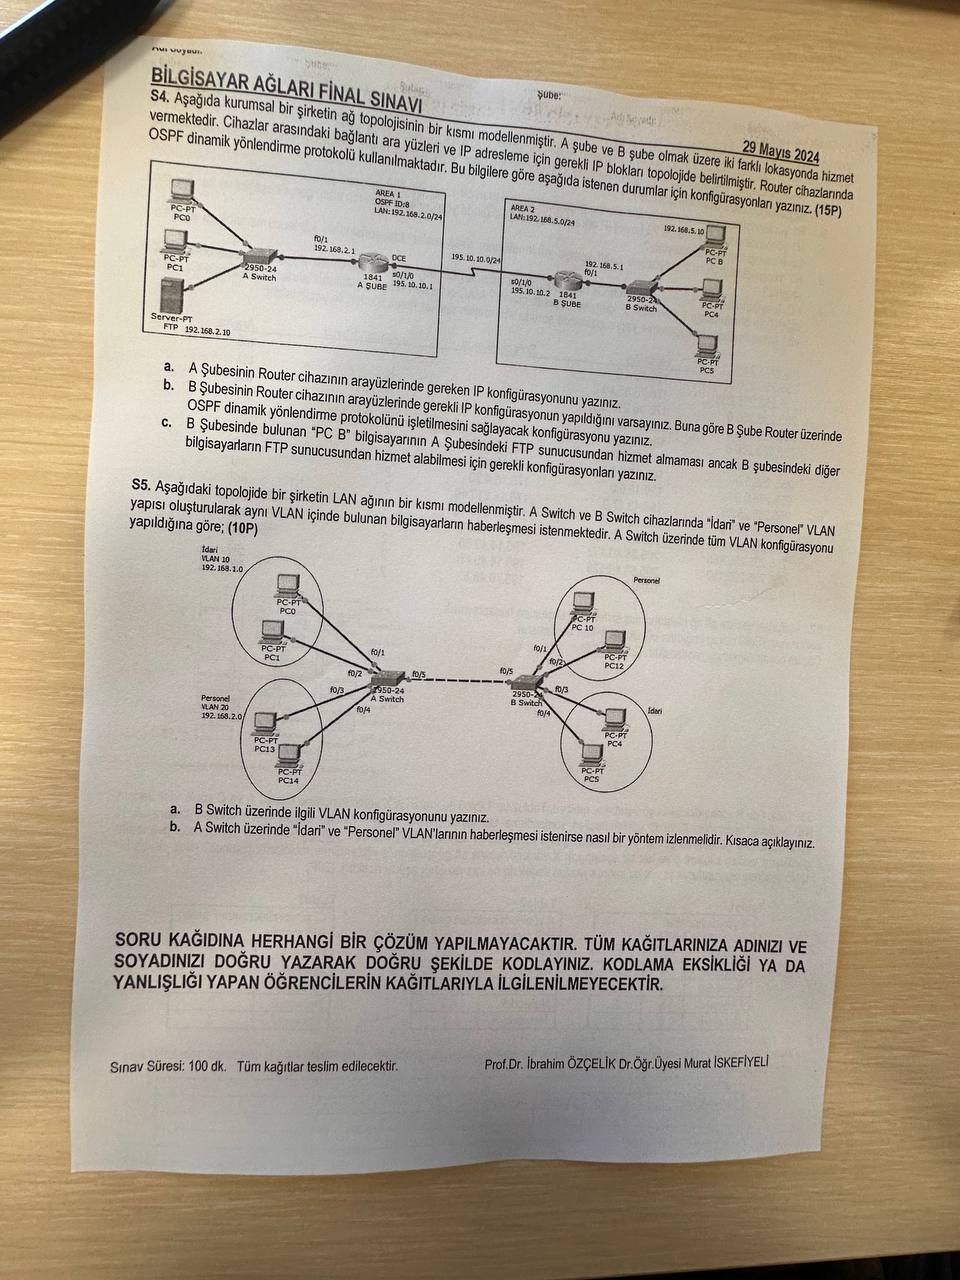 BİLGİSAYAR AĞLARI FİNAL SINAVI
Şube:
29 Mayıs 2024
S4. Aşağıda kurumsal bir şirketin ağ topolojisinin bir kısmı modellenmiştir. A şube ve B şube olmak üzere iki farklı lokasyonda hizmet
vermektedir. Cihazlar arasındaki bağlantı ara yüzleri ve IP adresleme için gerekli IP blokları topolojide belirtilmiştir. Router cihazlarında
OSPF dinamik yönlendirme protokolü kullanılmaktadır. Bu bilgilere göre aşağıda istenen durumlar için konfigürasyonları yazınız. (15P)
PC-PT
PC0
PC-PT
PC1
Server-PT
FTP 192.168.2.10
2950-24
A Switch
f0/1
192.168.2.1
AREA 1
OSPF ID:8
LAN:192.168.2.0/24
DCE
1841
A ŞUBE
s0/1/0
195.10.10.1
195.10.10.0/24
AREA 2
LAN:192.168.5.0/24
s0/1/0
195.10.10.2
1841
B ŞUBE
192.168.5.1
f0/1
2950-24
B Switch
192.168.5.10
PC-PT
PC B
PC-PT
PC4
PC-PT
PC5
a. A Şubesinin Router cihazının arayüzlerinde gereken IP konfigürasyonunu yazınız.
b. B Şubesinin Router cihazının arayüzlerinde gerekli IP konfigürasyonun yapıldığını varsayınız. Buna göre B Şube Router üzerinde
OSPF dinamik yönlendirme protokolünü işletilmesini sağlayacak konfigürasyonu yazınız.
c. B Şubesinde bulunan “PC B” bilgisayarının A Şubesindeki FTP sunucusundan hizmet almaması ancak B şubesindeki diğer
bilgisayarların FTP sunucusundan hizmet alabilmesi için gerekli konfigürasyonları yazınız.
S5. Aşağıdaki topolojide bir şirketin LAN ağının bir kısmı modellenmiştir. A Switch ve B Switch cihazlarında “İdari” ve “Personel” VLAN
yapısı oluşturularak aynı VLAN içinde bulunan bilgisayarların haberleşmesi istenmektedir. A Switch üzerinde tüm VLAN konfigürasyonu
yapıldığına göre; (10P)
İdari
VLAN 10
192.168.1.0
PC-PT
PC0
PC-PT
PC1
Personel
VLAN 20
192.168.2.0
PC-PT
PC13
PC-PT
PC14
f0/1
f0/2
f0/3
f0/4
2950-24
A Switch
f0/5
f0/5
2950-24
B Switch
f0/1
f0/2
f0/3
f0/4
Personel
PC-PT
PC 10
PC-PT
PC12
İdari
PC-PT
PC4
PC-PT
PC5
a. B Switch üzerinde ilgili VLAN konfigürasyonunu yazınız.
b. A Switch üzerinde “İdari” ve “Personel” VLAN’larının haberleşmesi istenirse nasıl bir yöntem izlenmelidir. Kısaca açıklayınız.
SORU KAĞIDINA HERHANGİ BİR ÇÖZÜM YAPILMAYACAKTIR. TÜM KAĞITLARINIZA ADINIZI VE
SOYADINIZI DOĞRU YAZARAK DOĞRU ŞEKİLDE KODLAYINIZ. KODLAMA EKSİKLİĞİ YA DA
YANLIŞLIĞI YAPAN ÖĞRENCİLERİN KAĞITLARIYLA İLGİLENİLMEYECEKTİR.
Sınav Süresi: 100 dk. Tüm kağıtlar teslim edilecektir.
Prof.Dr. İbrahim ÖZÇELİK Dr.Öğr.Üyesi Murat İSKEFİYELİ